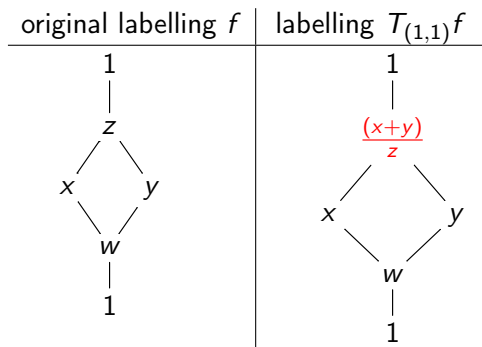 original labelling f labelling T(1,1)f
1 1
z (x+y)/z
x y x y
w w
1 1